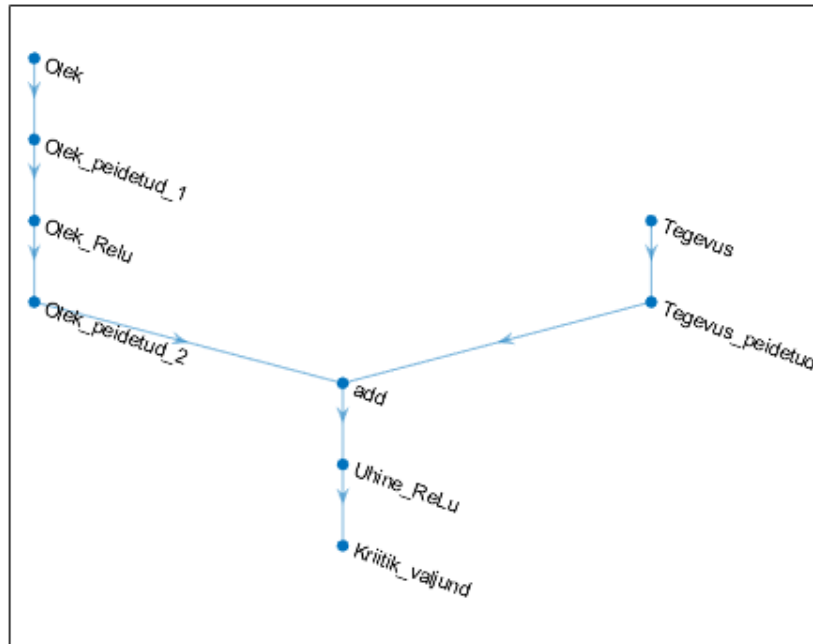 Olek
Olek_peidetud_1
Olek_Relu
Olek_peidetud_2
Tegevus
Tegevus_peidetud
add
Uhine_ReLu
Kriitik_valjund